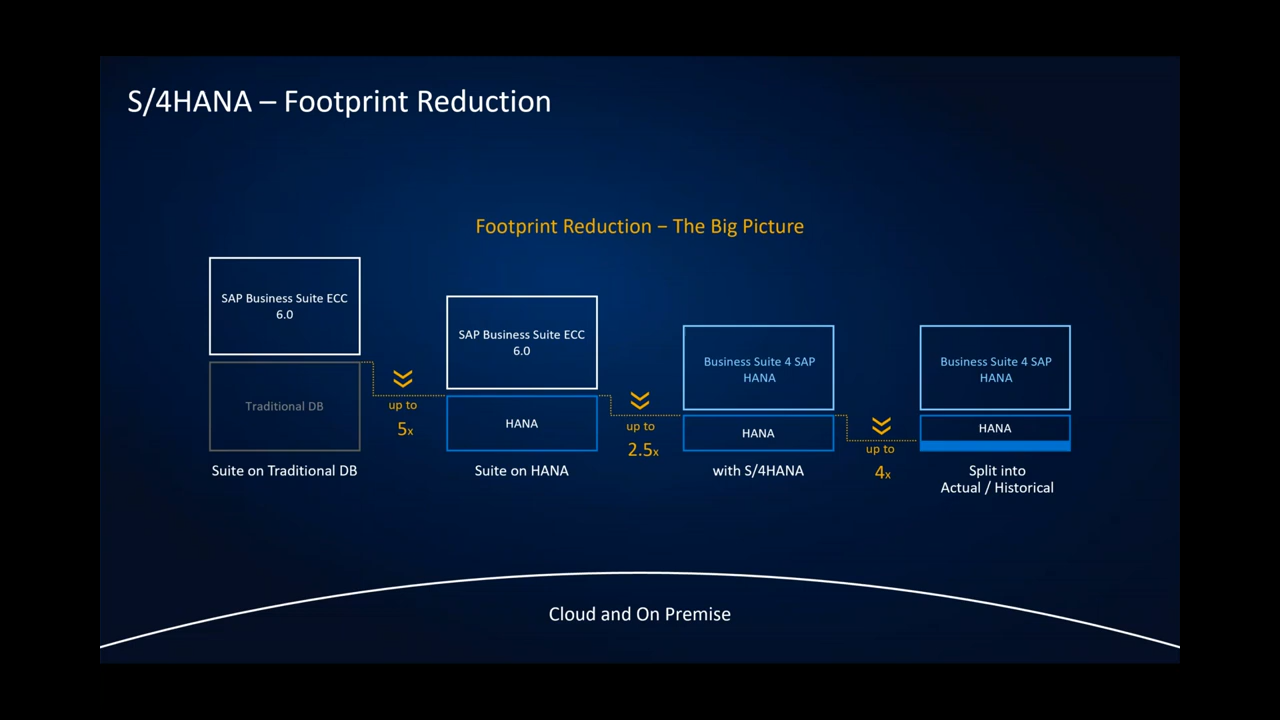 S/4HANA – Footprint Reduction
Footprint Reduction – The Big Picture
SAP Business Suite ECC
6.0
Traditional DB
Suite on Traditional DB
up to
5x
SAP Business Suite ECC
6.0
HANA
Suite on HANA
up to
2.5x
Business Suite 4 SAP
HANA
HANA
with S/4HANA
up to
4x
Business Suite 4 SAP
HANA
HANA
Split into
Actual / Historical
Cloud and On Premise